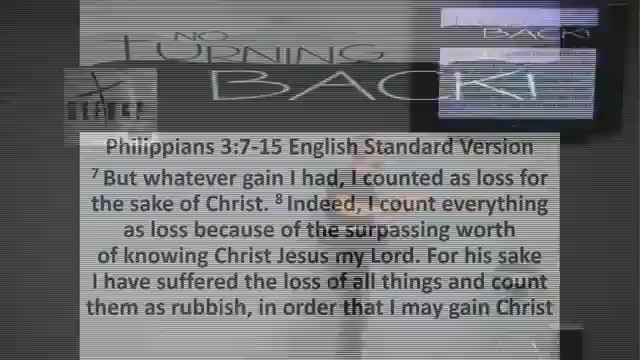 NO
TURNING
BACK!
BACK!
Philippians 3:7-15 English Standard Version
7 But whatever gain I had, I counted as loss for
the sake of Christ. 8 Indeed, I count everything
as loss because of the surpassing worth
of knowing Christ Jesus my Lord. For his sake
I have suffered the loss of all things and count
them as rubbish, in order that I may gain Christ